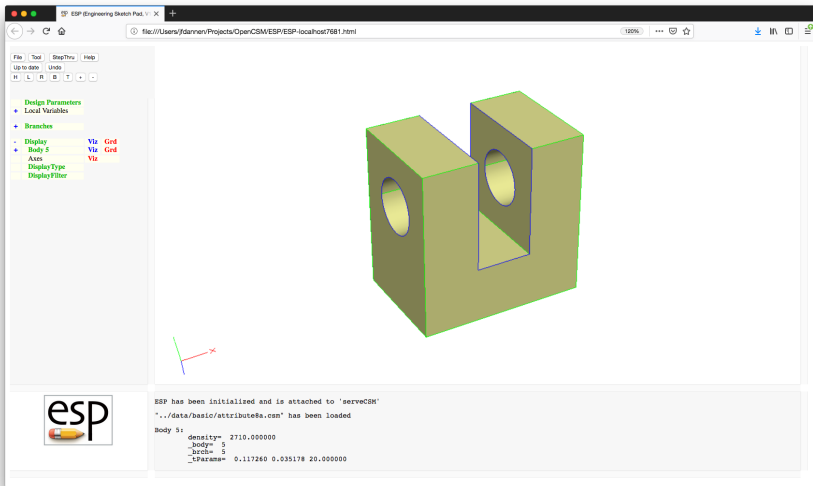 ESP (Engineering Sketch Pad, V
file:///Users/jfdannen/Projects/OpenCSM/ESP/ESP-localhost7681.html
120%
File Tool StepThru Help
Up to date Undo
H L R B T + -
Design Parameters
+ Local Variables
+ Branches
- Display Viz Grd
+ Body 5 Viz Grd
Axes Viz
DisplayType
DisplayFilter
X
esp
ESP has been initialized and is attached to 'serveCSM'
"../data/basic/attribute8a.csm" has been loaded
Body 5:
density= 2710.000000
_body= 5
_brch= 5
_tParams= 0.117260 0.035178 20.000000